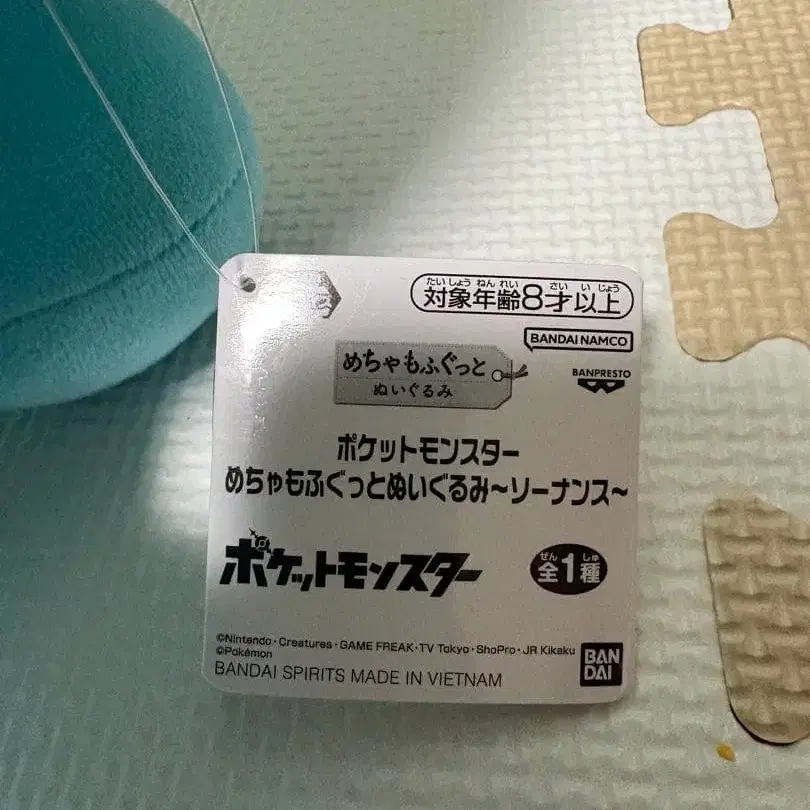 たいしょうねんれい さいいじょう
対象年齢8才以上
BANDAI NAMCO
めちゃもふぐっと
ぬいぐるみ
BANPRESTO
ポケットモンスター
めちゃもふぐっとぬいぐるみ〜ソーナンス〜
ポケットモンスター
ぜん しゅ
全1種
©Nintendo・Creatures・GAME FREAK・TV Tokyo・ShoPro・JR Kikaku
©Pokémon
BANDAI SPIRITS MADE IN VIETNAM
BAN
DAI